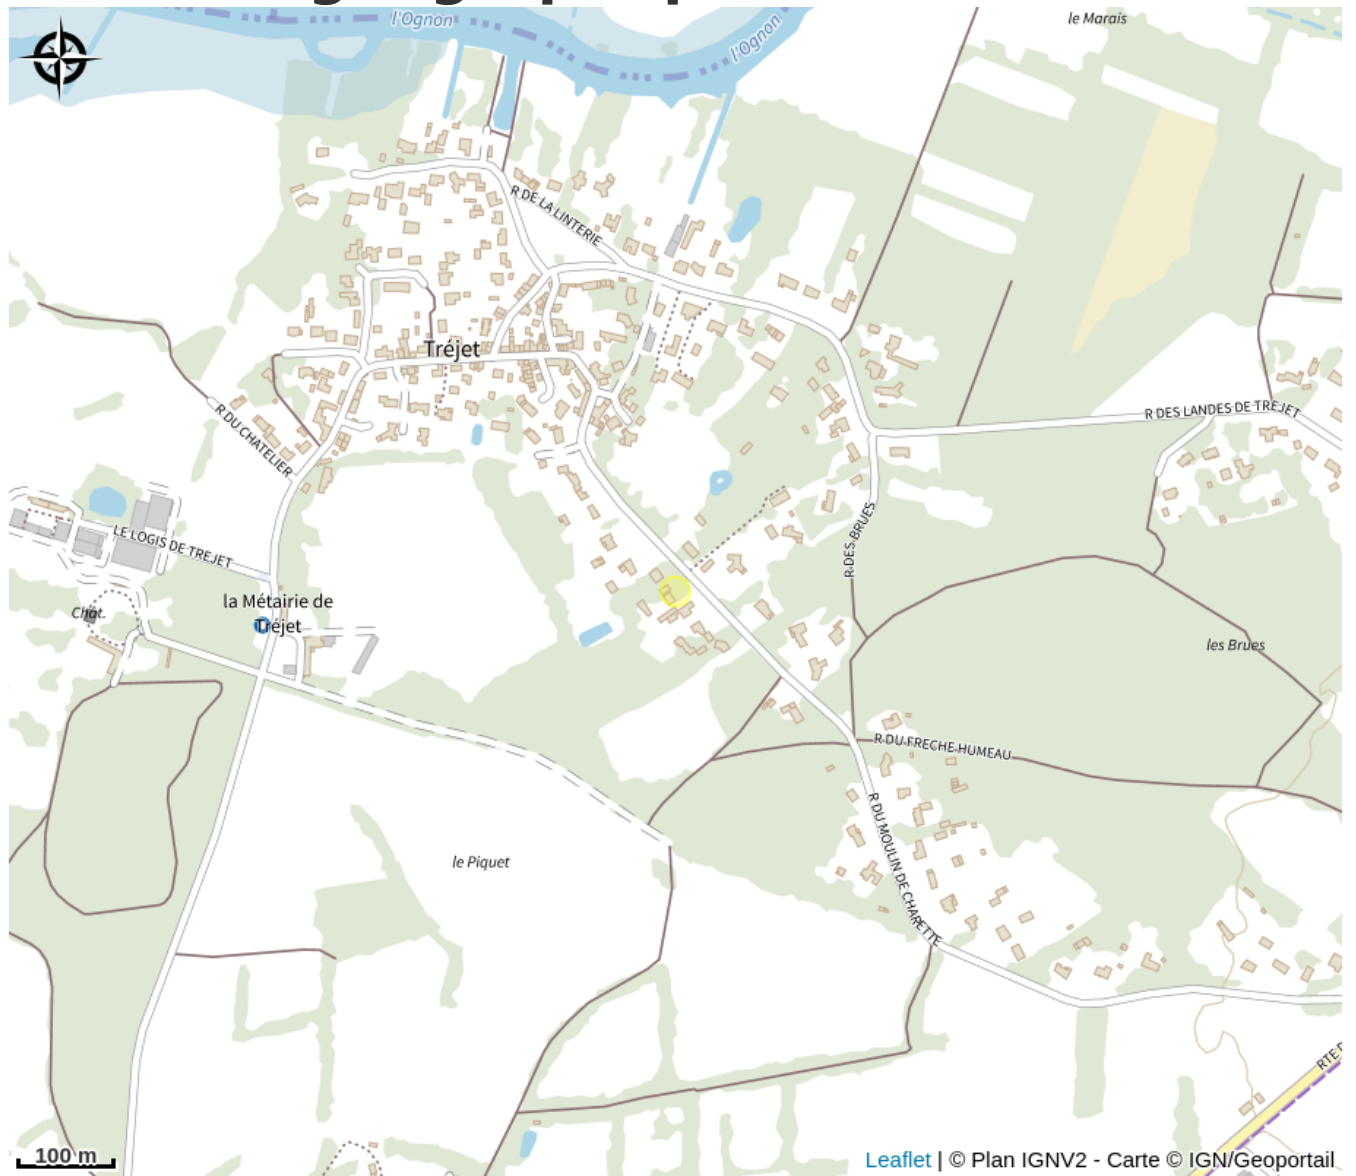 l'Ognon
l'Ognon
le Marais
R DE LA LINTERIE
Tréjet
R DU CHATELIER
R DES LANDES DE TREJET
LE LOGIS DE TREJET
R DES BRUES
la Métairie de
Tréjet
Chât.
les Brues
R DU FRECHE HUMEAU
R DU MOULIN DE CHARETTE
le Piquet
RTE D
100 m
Leaflet | © Plan IGNV2 - Carte © IGN/Geoportail